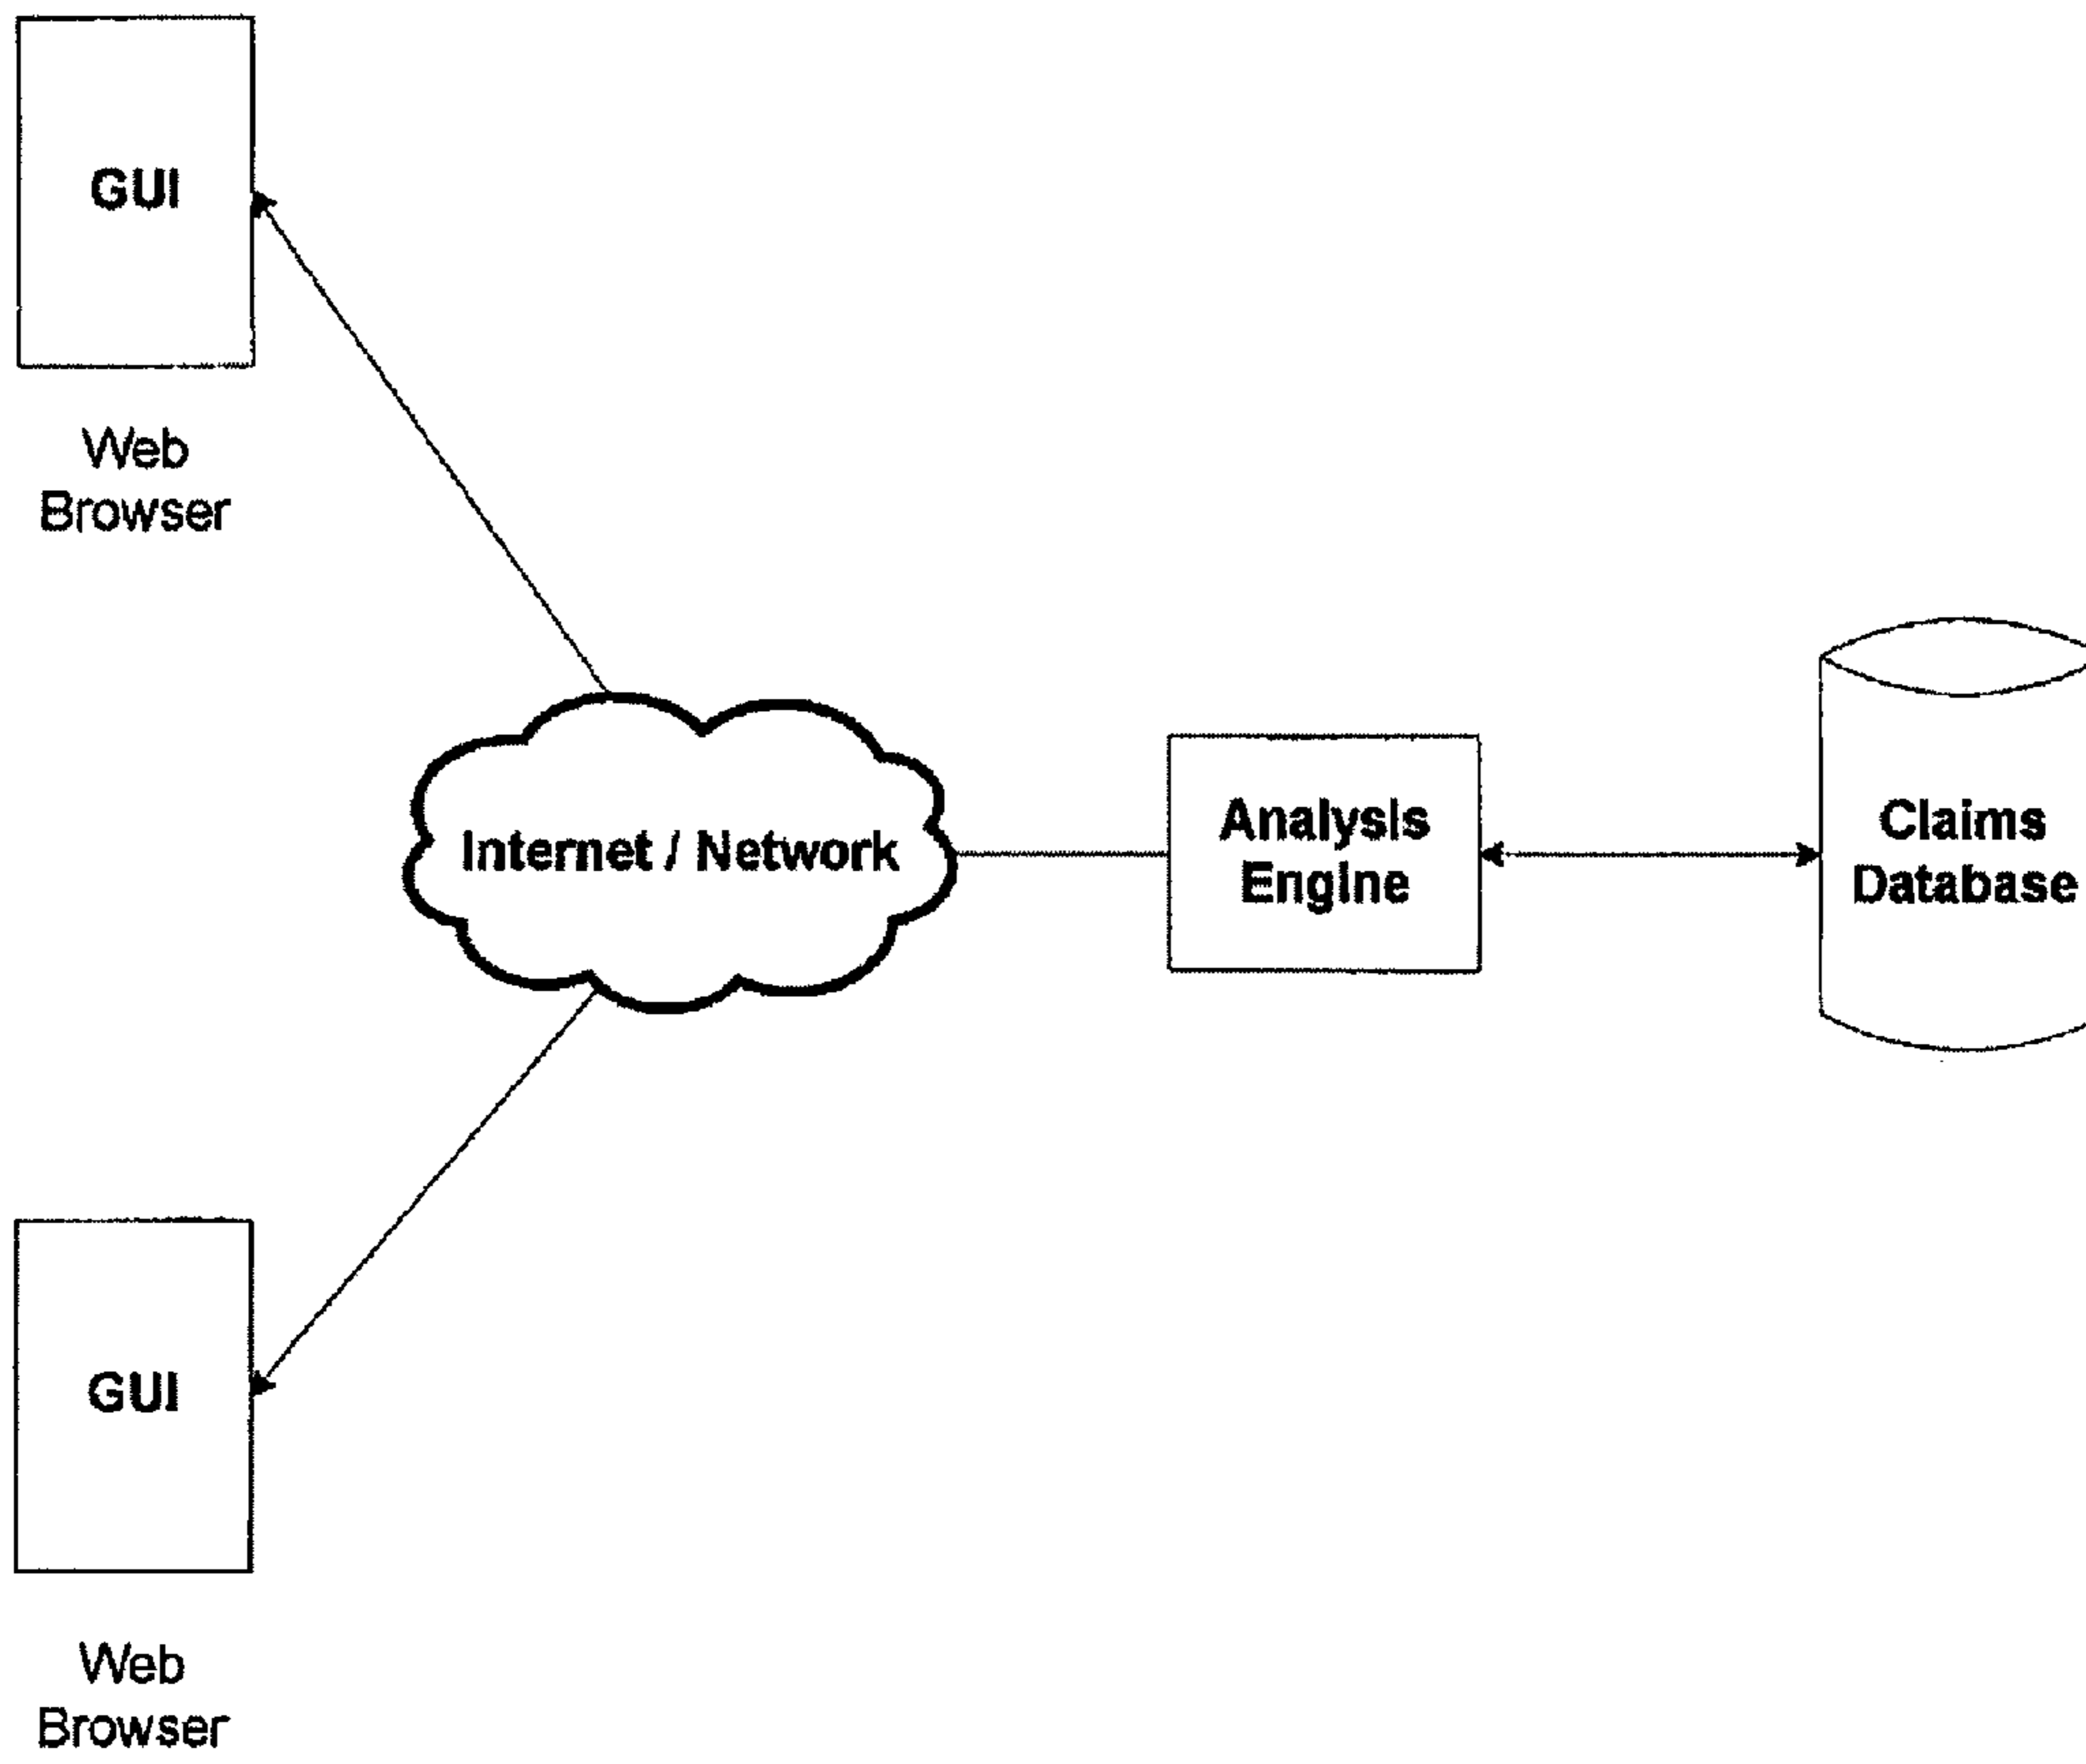 GUI
Web
Browser
Internet / Network
Analysis
Engine
Claims
Database
GUI
Web
Browser